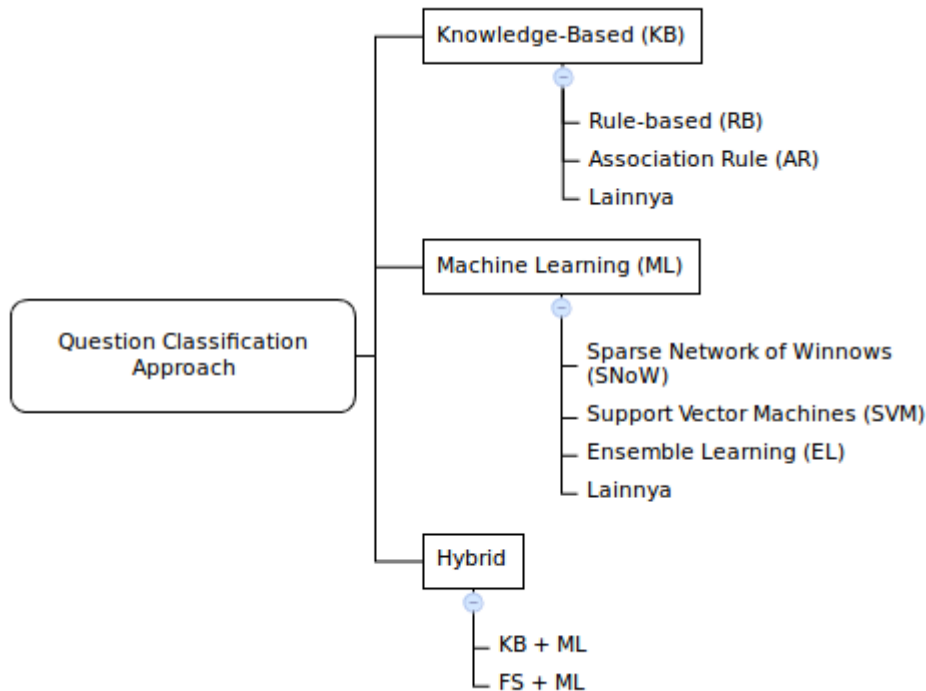 Knowledge-Based (KB)
Rule-based (RB)
Association Rule (AR)
Lainnya
Machine Learning (ML)
Question Classification
Approach
Sparse Network of Winnows
(SNoW)
Support Vector Machines (SVM)
Ensemble Learning (EL)
Lainnya
Hybrid
KB + ML
FS + ML